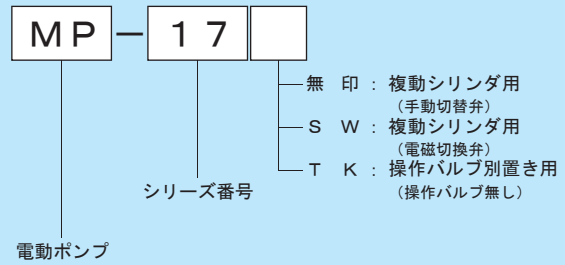 MP－17
無　印：複動シリンダ用
（手動切替弁）
S　W：複動シリンダ用
（電磁切換弁）
T　K：操作バルブ別置き用
（操作バルブ無し）
シリーズ番号
電動ポンプ